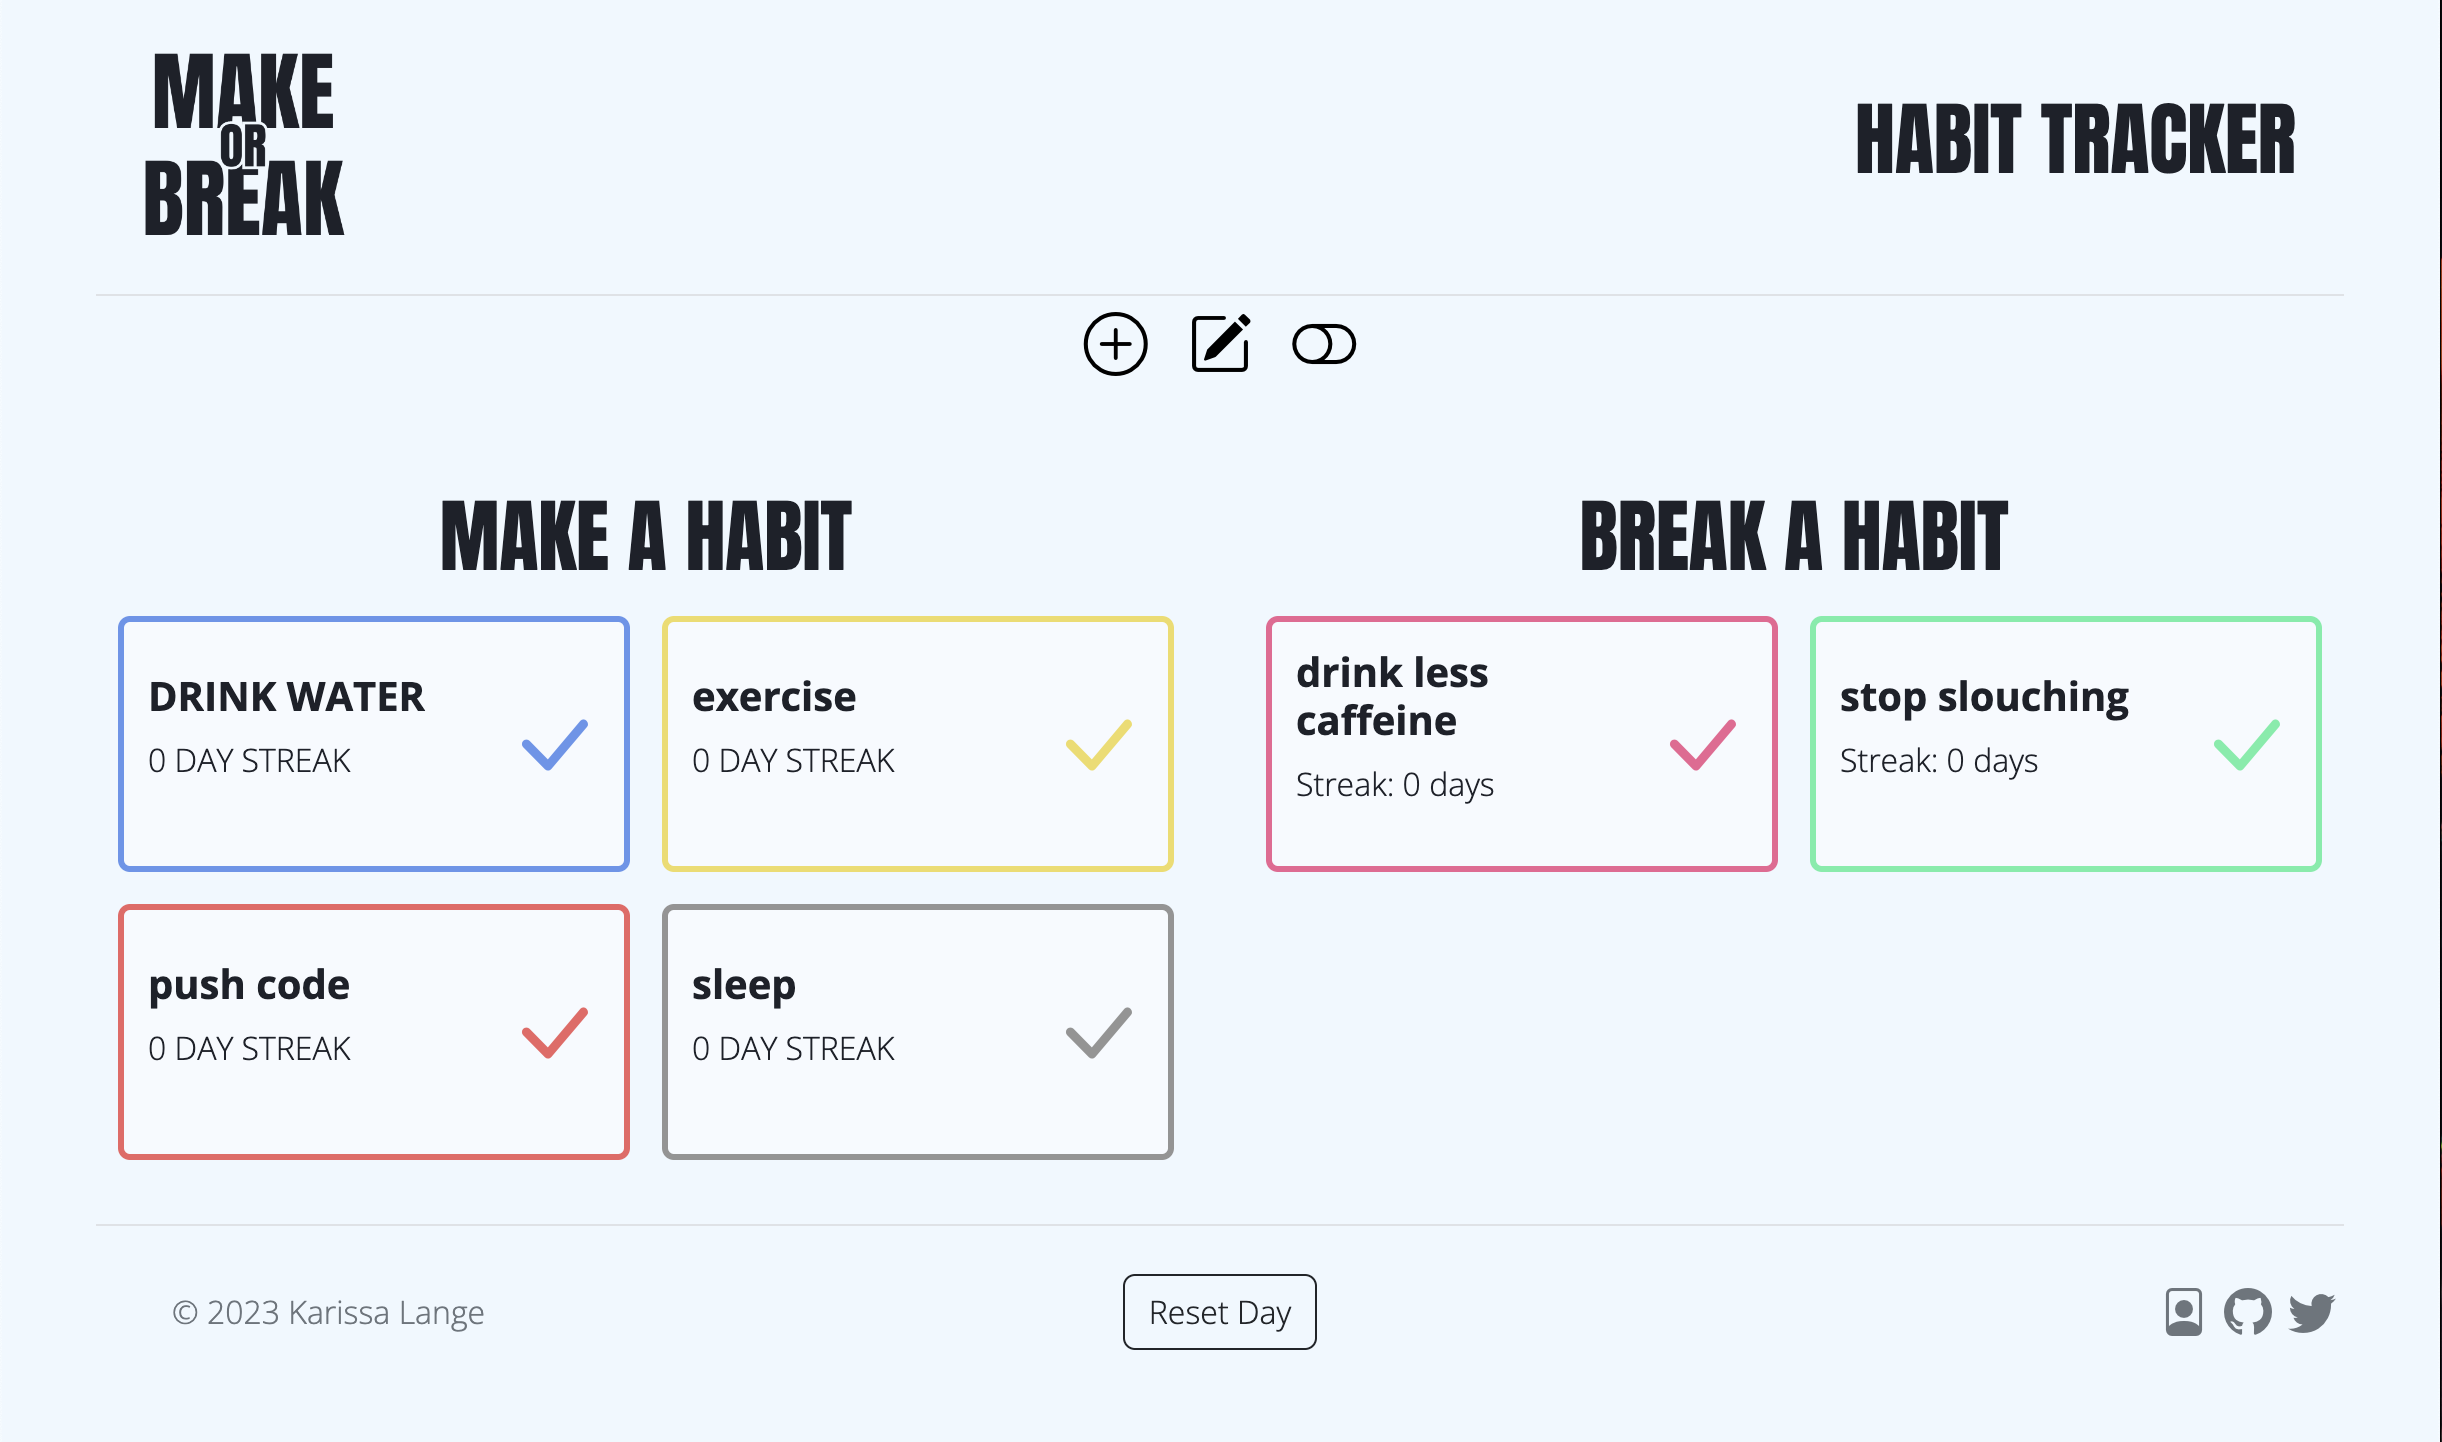 MAKE
OR
BREAK
HABIT TRACKER
MAKE A HABIT
BREAK A HABIT
DRINK WATER
0 DAY STREAK
exercise
0 DAY STREAK
drink less
caffeine
Streak: 0 days
stop slouching
Streak: 0 days
push code
0 DAY STREAK
sleep
0 DAY STREAK
© 2023 Karissa Lange
Reset Day